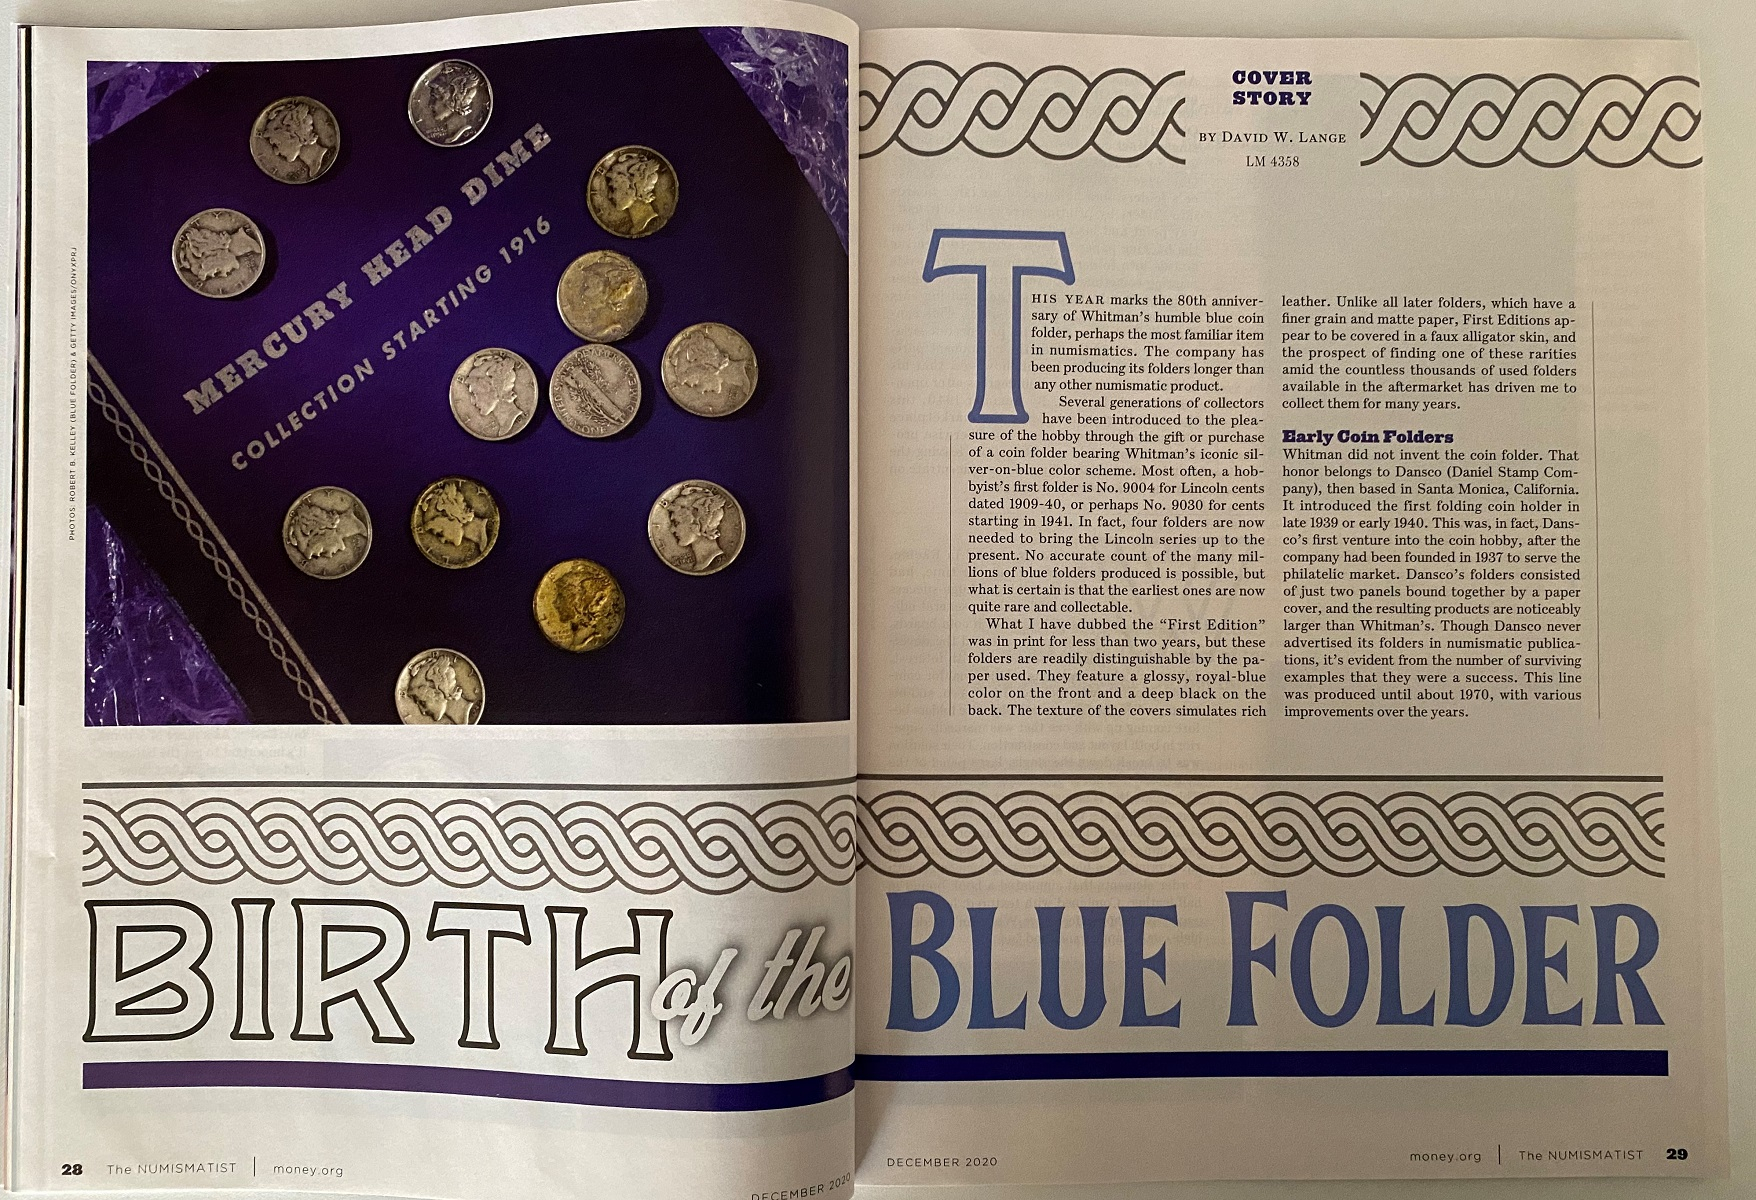 MERCURY HEAD DIME
COLLECTION STARTING 1916
PHOTOS: ROBERT B. KELLEY (BLUE FOLDER) & GETTY IMAGES/ONYXPRJ
BIRTH of the
28 The NUMISMATIST | money.org
DECEMBER 2020
COVER
STORY
BY DAVID W. LANGE
LM 4358
THIS YEAR marks the 80th anniver-
sary of Whitman's humble blue coin
folder, perhaps the most familiar item
in numismatics. The company has
been producing its folders longer than
any other numismatic product.
Several generations of collectors
have been introduced to the plea-
sure of the hobby through the gift or purchase
of a coin folder bearing Whitman's iconic sil-
ver-on-blue color scheme. Most often, a hob-
byist's first folder is No. 9004 for Lincoln cents
dated 1909-40, or perhaps No. 9030 for cents
starting in 1941. In fact, four folders are now
needed to bring the Lincoln series up to the
present. No accurate count of the many mil-
lions of blue folders produced is possible, but
what is certain is that the earliest ones are now
quite rare and collectable.
What I have dubbed the “First Edition”
was in print for less than two years, but these
folders are readily distinguishable by the pa-
per used. They feature a glossy, royal-blue
color on the front and a deep black on the
back. The texture of the covers simulates rich
leather. Unlike all later folders, which have a
finer grain and matte paper, First Editions ap-
pear to be covered in a faux alligator skin, and
the prospect of finding one of these rarities
amid the countless thousands of used folders
available in the aftermarket has driven me to
collect them for many years.
Early Coin Folders
Whitman did not invent the coin folder. That
honor belongs to Dansco (Daniel Stamp Com-
pany), then based in Santa Monica, California.
It introduced the first folding coin holder in
late 1939 or early 1940. This was, in fact, Dans-
co's first venture into the coin hobby, after the
company had been founded in 1937 to serve the
philatelic market. Dansco's folders consisted
of just two panels bound together by a paper
cover, and the resulting products are noticeably
larger than Whitman's. Though Dansco never
advertised its folders in numismatic publica-
tions, it's evident from the number of surviving
examples that they were a success. This line
was produced until about 1970, with various
improvements over the years.
BLUE FOLDER
DECEMBER 2020
money.org | The NUMISMATIST 29